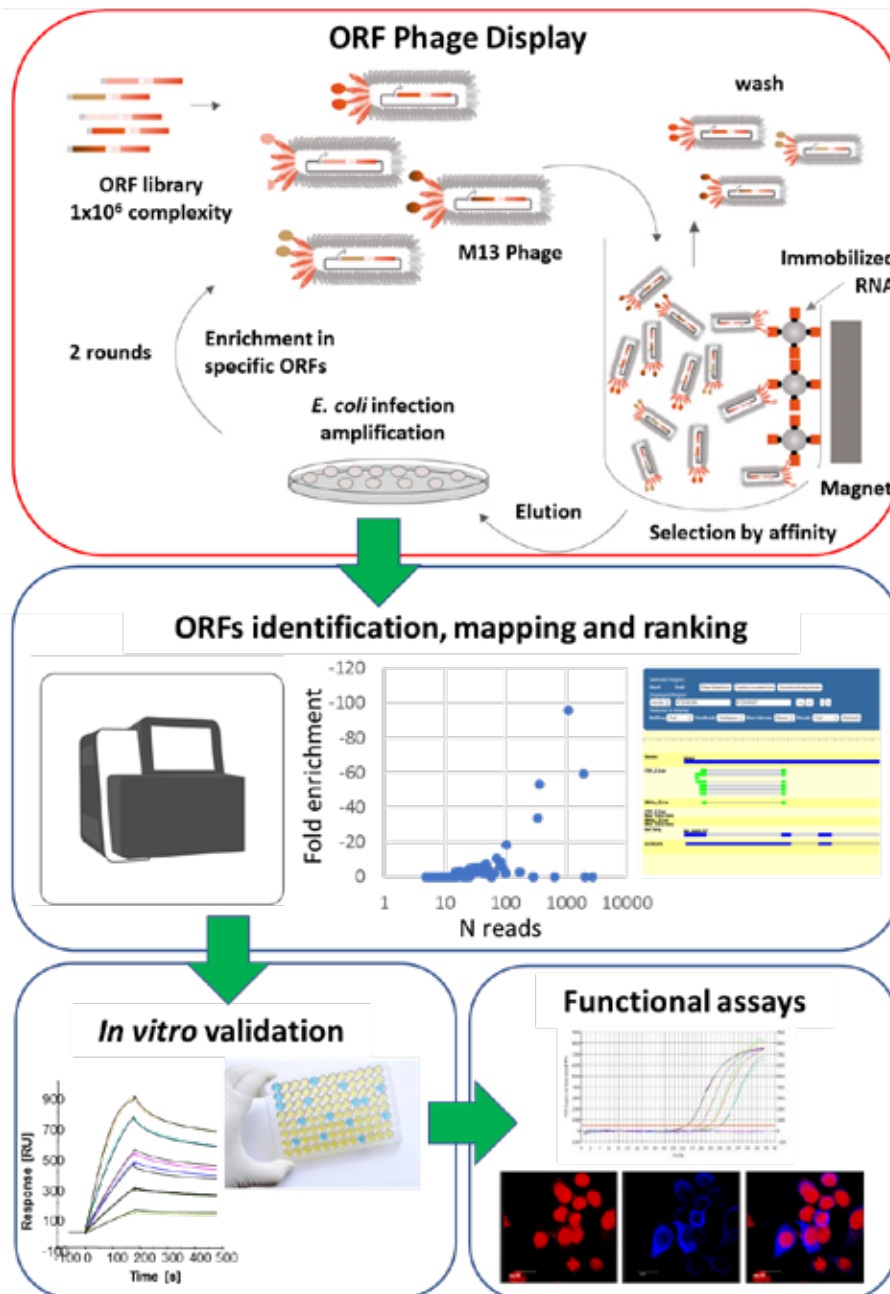 ORF Phage Display
wash
ORF library
1x10⁶ complexity
M13 Phage
Immobilized
RNA
2 rounds
Enrichment in
specific ORFs
E. coli infection
amplification
Magnet
Elution
Selection by affinity
ORFs identification, mapping and ranking
Fold enrichment
-120
-100
-80
-60
-40
-20
0
1
10
100
1000
10000
N reads
In vitro validation
Response [RU]
900
700
500
300
100
-100
-100 0 100 200 300 400 500
Time [s]
Functional assays